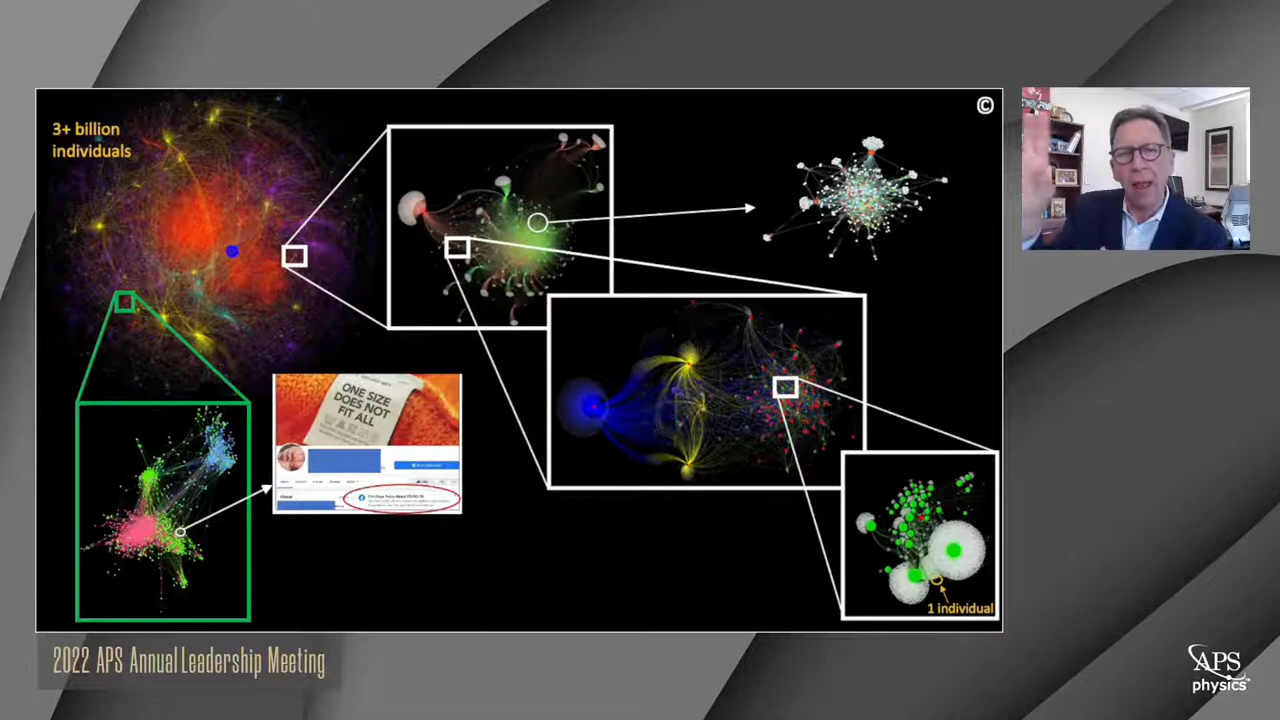 ©
3+ billion
individuals
ONE SIZE
DOES NOT
FIT ALL
1 individual
2022 APS Annual Leadership Meeting
APS
physics